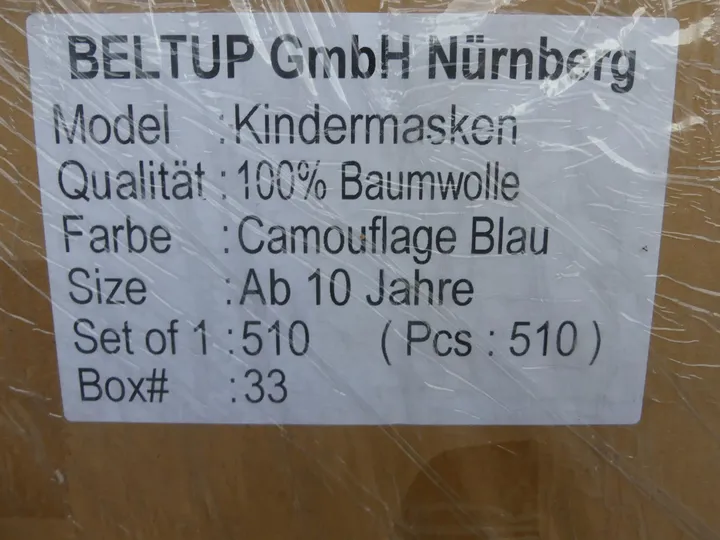 BELTUP GmbH Nürnberg
Model : Kindermasken
Qualität : 100% Baumwolle
Farbe : Camouflage Blau
Size : Ab 10 Jahre
Set of 1 : 510 ( Pcs : 510 )
Box# : 33